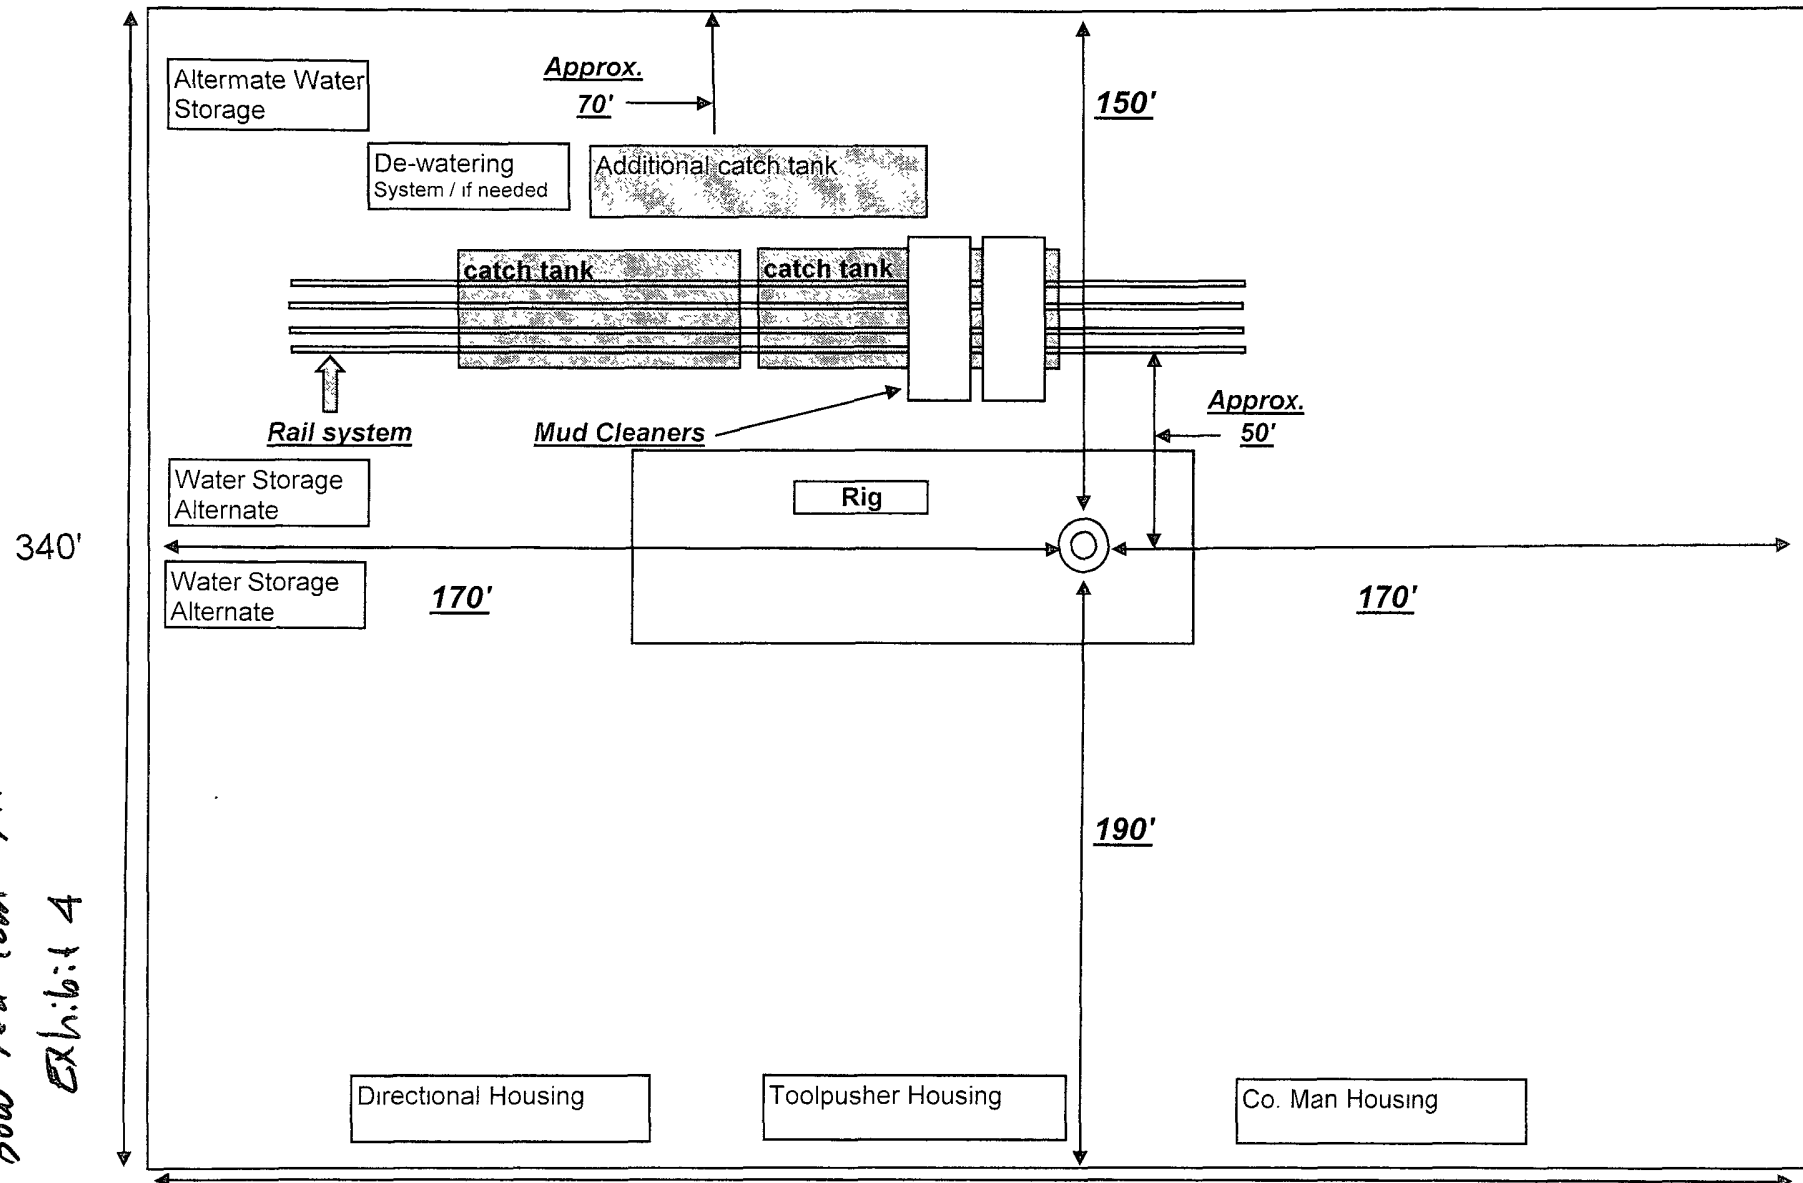 Altermate Water
Storage
Approx.
70'
150'
De-watering
System / if needed
Additional catch tank
catch tank
catch tank
Rail system
Mud Cleaners
Approx.
50'
Water Storage
Alternate
Rig
340'
Water Storage
Alternate
170'
170'
190'
Exhibit 4
Directional Housing
Toolpusher Housing
Co. Man Housing